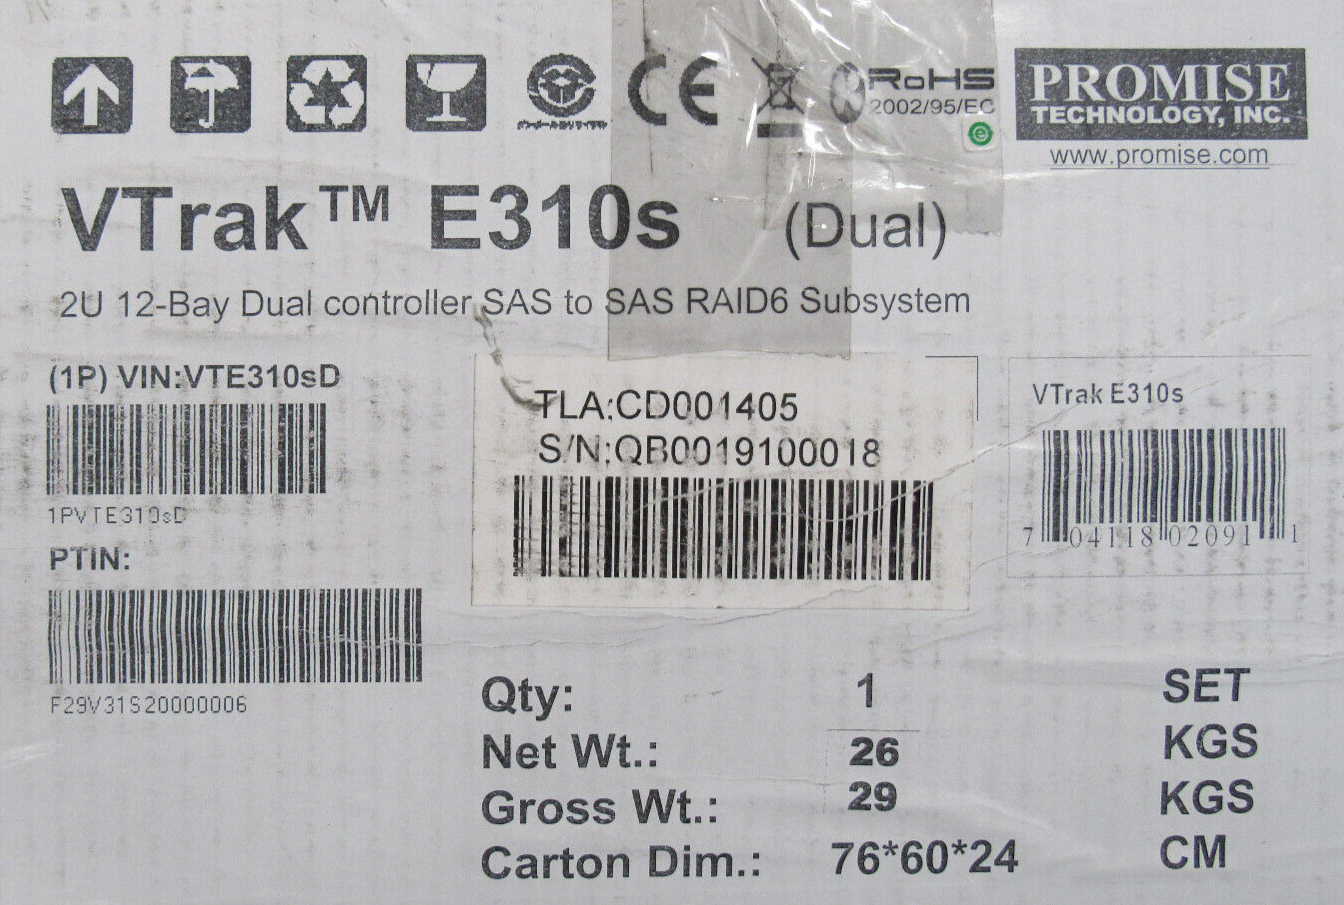 CE
RoHS
2002/95/EC
PROMISE
TECHNOLOGY, INC.
www.promise.com
VTrak™ E310s (Dual)
2U 12-Bay Dual controller SAS to SAS RAID6 Subsystem
(1P) VIN:VTE310sD
1PVTE310sD
PTIN:
F29V31S20000006
TLA:CD001405
S/N:QB0019100018
VTrak E310s
7 04118 02091 1
Qty: 1 SET
Net Wt.: 26 KGS
Gross Wt.: 29 KGS
Carton Dim.: 76*60*24 CM